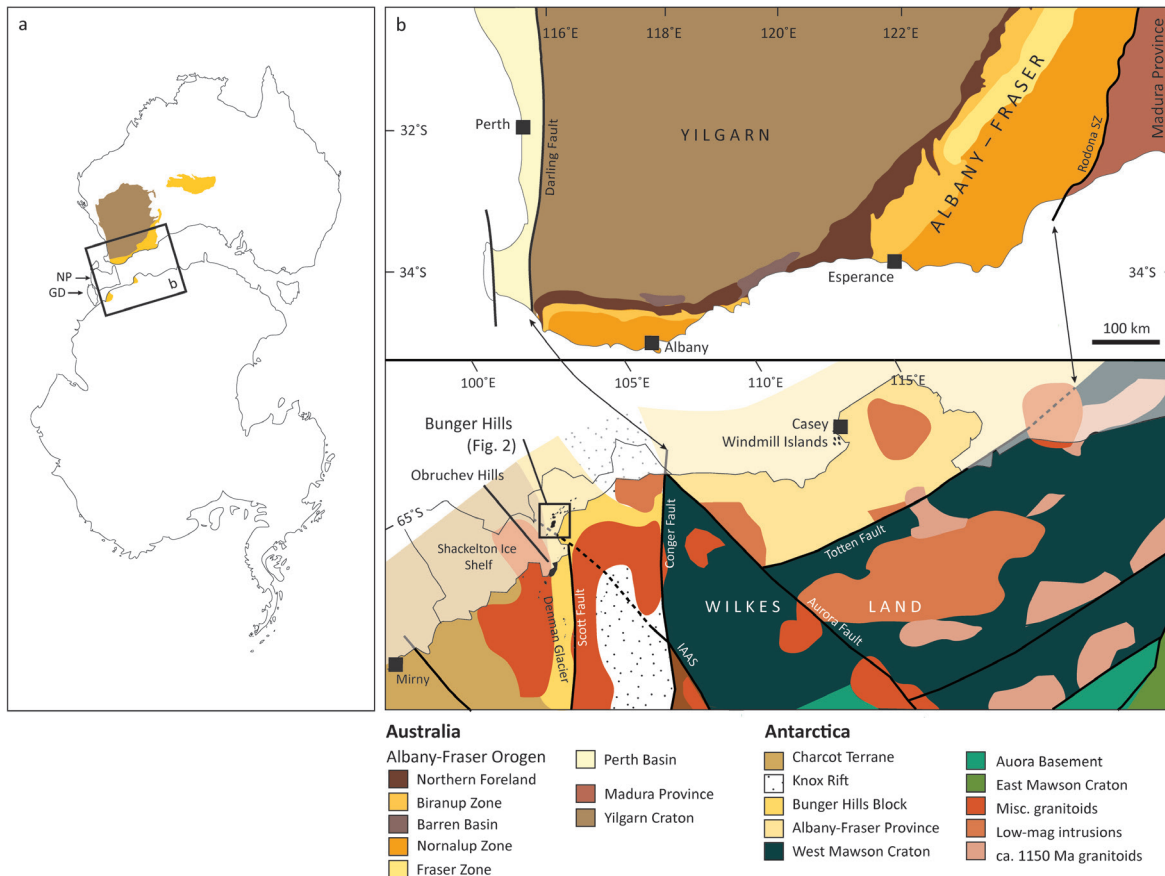 a
NP
GD
b
b
116°E
118°E
120°E
122°E
32°S
34°S
34°S
Perth
Darling Fault
YILGARN
ALBANY–FRASER
Rodona SZ
Madura Province
Esperance
Albany
100 km
100°E
105°E
110°E
115°E
65°S
Bunger Hills
(Fig. 2)
Obruchev Hills
Shackelton Ice
Shelf
Mirny
Denman Glacier
Scott Fault
Conger Fault
IAAS
Casey
Windmill Islands
Totten Fault
Aurora Fault
WILKES LAND
Australia
Albany-Fraser Orogen
Northern Foreland
Biranup Zone
Barren Basin
Nornalup Zone
Fraser Zone
Perth Basin
Madura Province
Yilgarn Craton
Antarctica
Charcot Terrane
Knox Rift
Bunger Hills Block
Albany-Fraser Province
West Mawson Craton
Auora Basement
East Mawson Craton
Misc. granitoids
Low-mag intrusions
ca. 1150 Ma granitoids